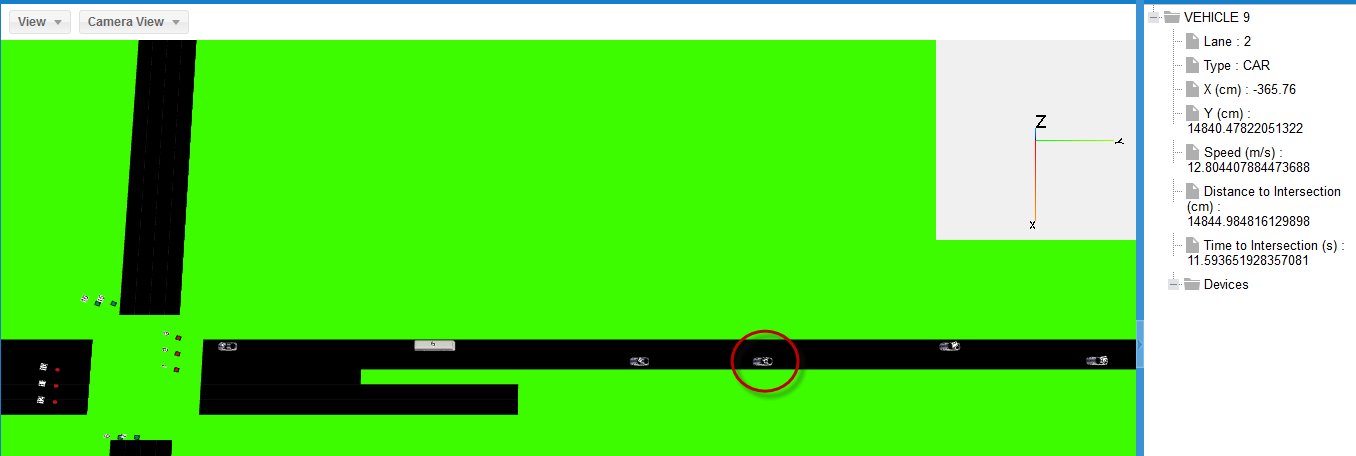 View
Camera View
Z
Y
X
VEHICLE 9
Lane : 2
Type : CAR
X (cm) : -365.76
Y (cm) :
14840.47822051322
Speed (m/s) :
12.804407884473688
Distance to Intersection
(cm) :
14844.984816129898
Time to Intersection (s) :
11.593651928357081
Devices